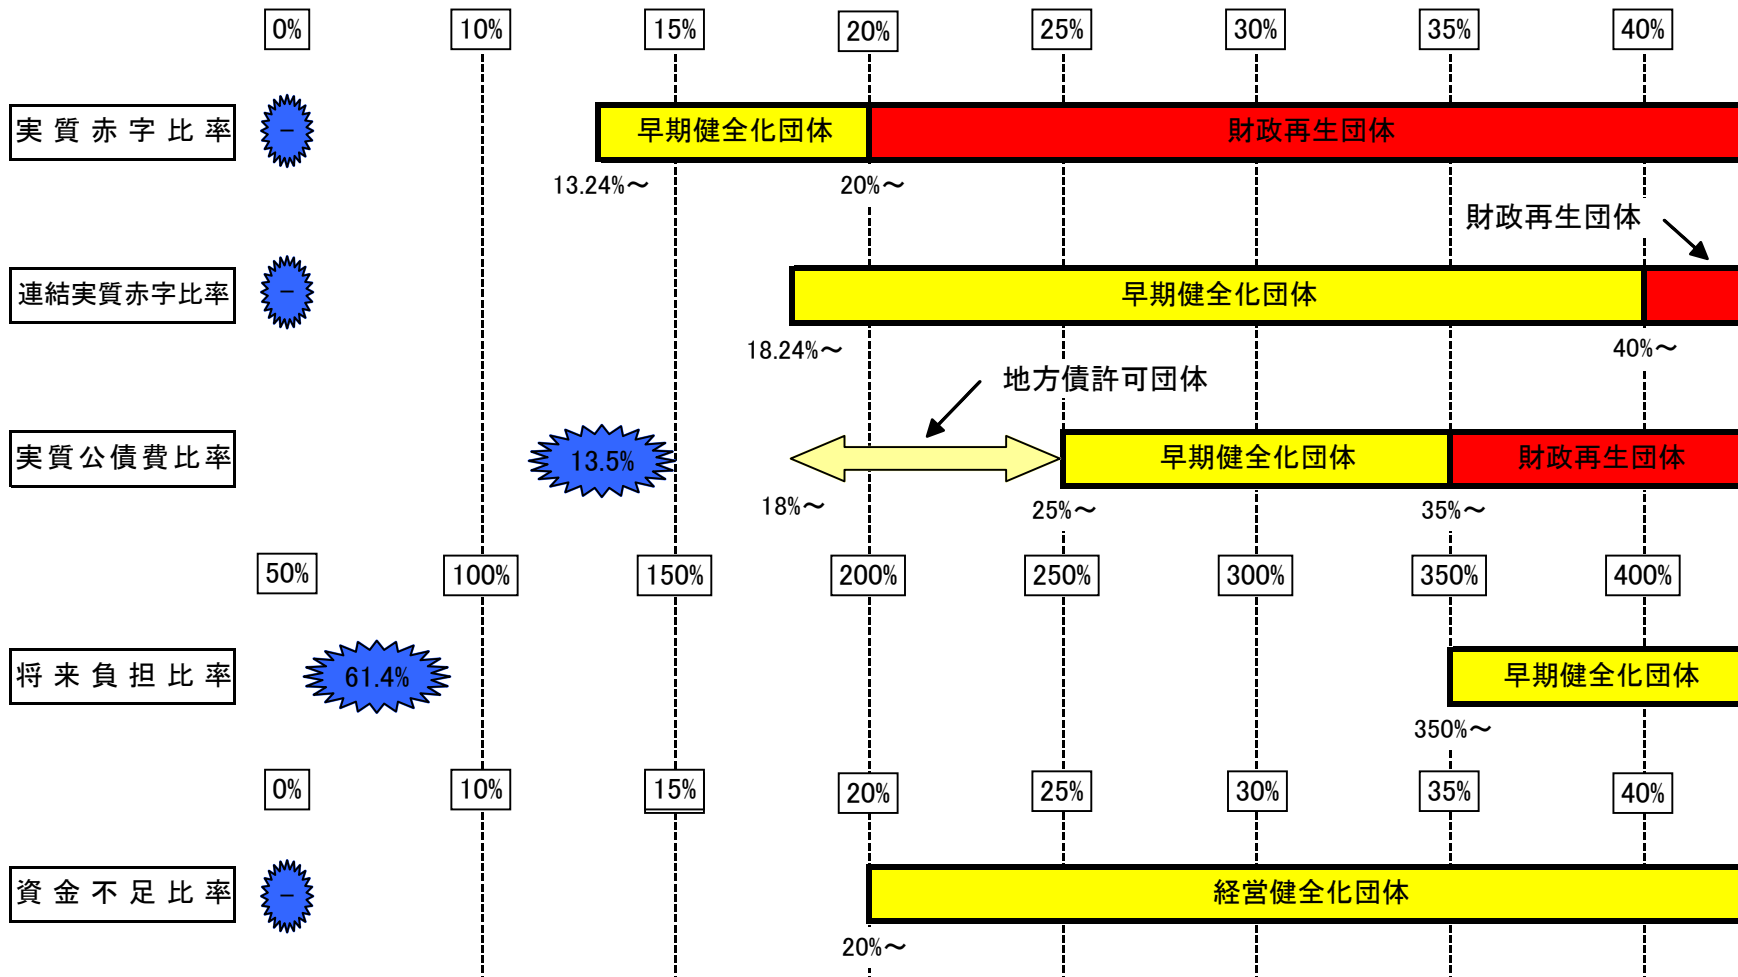 0% 10% 15% 20% 25% 30% 35% 40%
実質赤字比率 － 早期健全化団体 財政再生団体
13.24%～ 20%～
財政再生団体
連結実質赤字比率 － 早期健全化団体
18.24%～ 40%～
地方債許可団体
実質公債費比率 13.5% 早期健全化団体 財政再生団体
18%～ 25%～ 35%～
50% 100% 150% 200% 250% 300% 350% 400%
将来負担比率 61.4% 早期健全化団体
350%～
0% 10% 15% 20% 25% 30% 35% 40%
資金不足比率 － 経営健全化団体
20%～